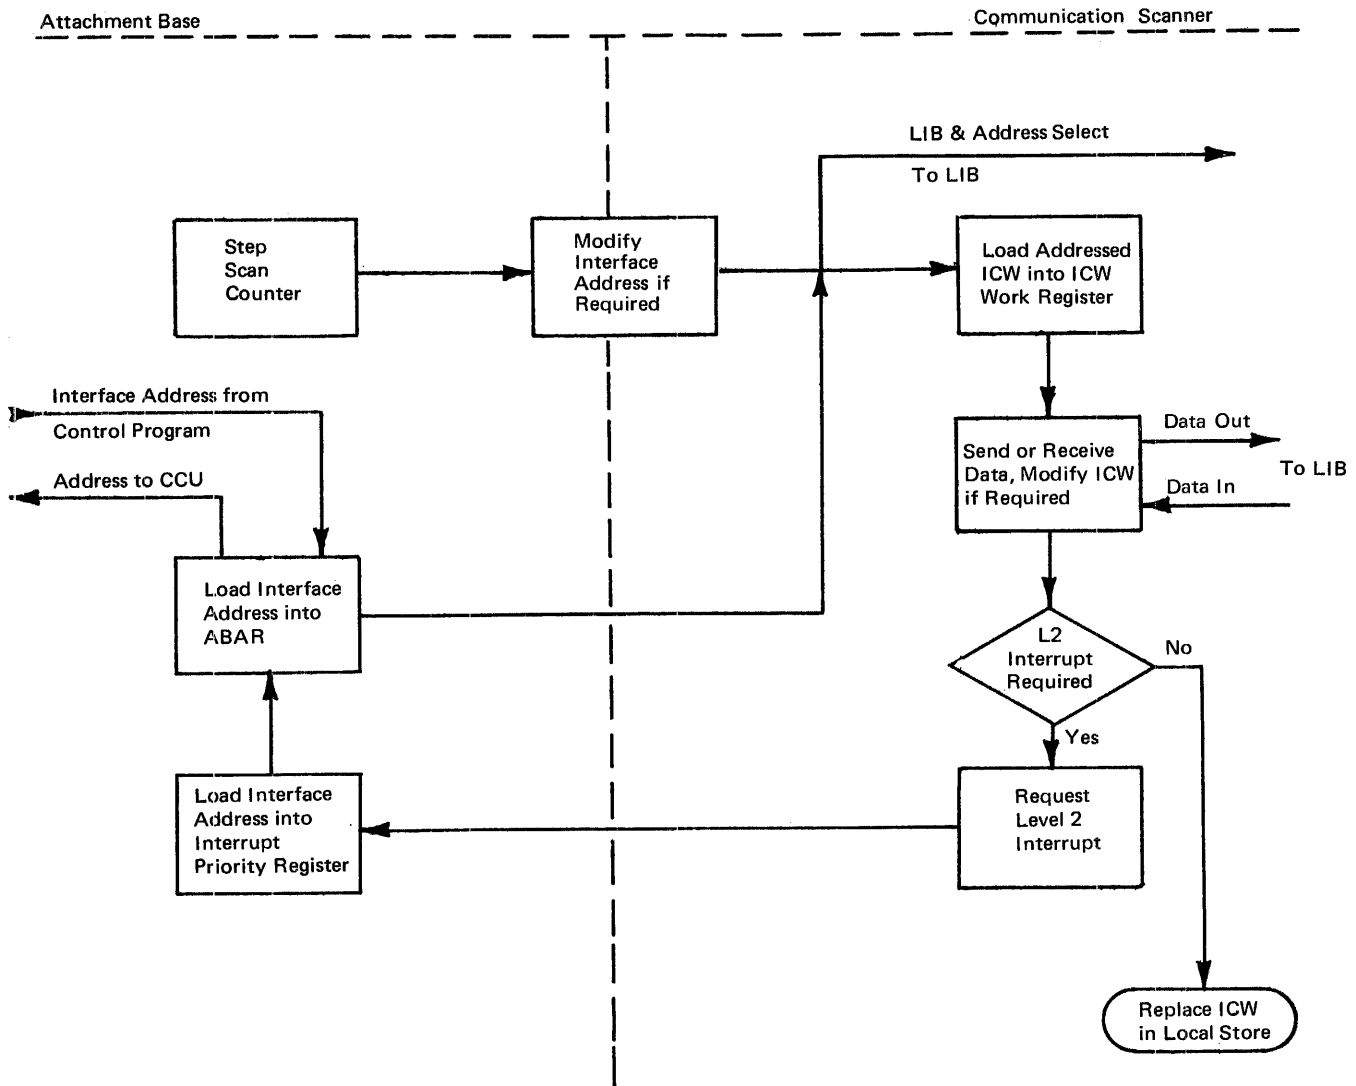 Attachment Base
Communication Scanner
LIB & Address Select
To LIB
Step
Scan
Counter
Modify
Interface
Address if
Required
Load Addressed
ICW into ICW
Work Register
Interface Address from
Control Program
Address to CCU
Send or Receive
Data, Modify ICW
if Required
Data Out
To LIB
Data In
Load Interface
Address into
ABAR
L2
Interrupt
Required
No
Yes
Load Interface
Address into
Interrupt
Priority Register
Request
Level 2
Interrupt
Replace ICW
in Local Store